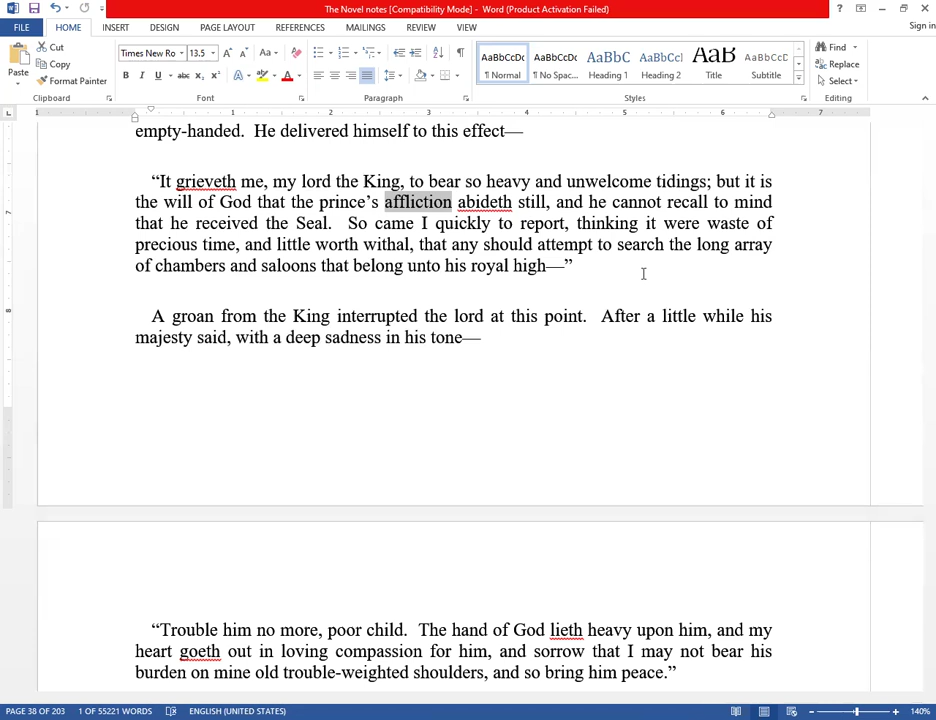 The Novel notes [Compatibility Mode] - Word (Product Activation Failed)
Sign in
FILE HOME INSERT DESIGN PAGE LAYOUT REFERENCES MAILINGS REVIEW VIEW
Paste
Cut
Copy
Format Painter
Clipboard
Times New Ro 13.5
Font
Paragraph
AaBbCcDc AaBbCcDc AaBbC AaBbCcI AaB AaBbCcD
¶ Normal ¶ No Spac... Heading 1 Heading 2 Title Subtitle
Styles
Find
Replace
Select
Editing
1 1 2 3 4 5 6 7
empty-handed. He delivered himself to this effect—
“It grieveth me, my lord the King, to bear so heavy and unwelcome tidings; but it is
the will of God that the prince’s affliction abideth still, and he cannot recall to mind
that he received the Seal. So came I quickly to report, thinking it were waste of
precious time, and little worth withal, that any should attempt to search the long array
of chambers and saloons that belong unto his royal high—”
A groan from the King interrupted the lord at this point. After a little while his
majesty said, with a deep sadness in his tone—
“Trouble him no more, poor child. The hand of God lieth heavy upon him, and my
heart goeth out in loving compassion for him, and sorrow that I may not bear his
burden on mine old trouble-weighted shoulders, and so bring him peace.”
PAGE 38 OF 203 1 OF 55221 WORDS ENGLISH (UNITED STATES) 140%